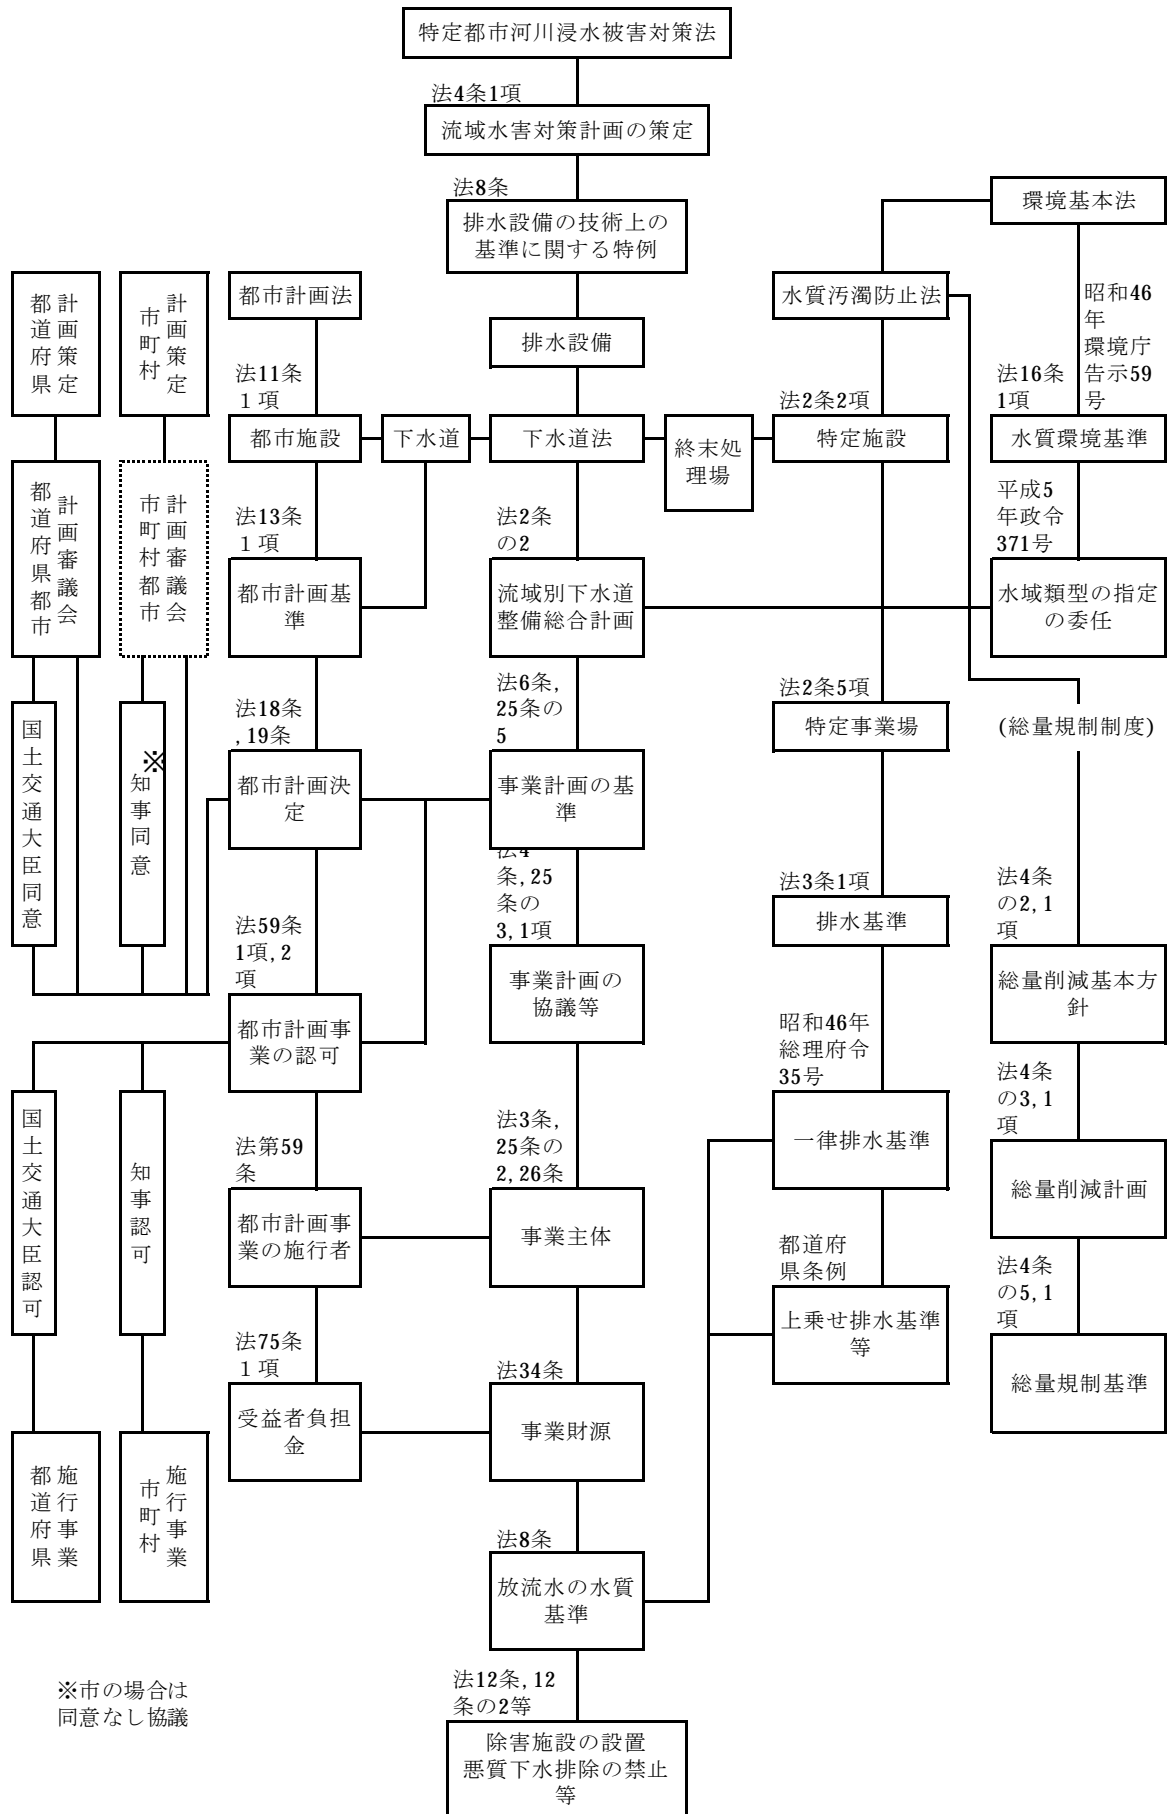 特定都市河川浸水被害対策法
法4条1項
流域水害対策計画の策定
法8条
排水設備の技術上の
基準に関する特例
環境基本法
都道府県
計画策定
市町村
計画策定
都市計画法
排水設備
水質汚濁防止法
昭和46
年
環境庁
告示59
号
法11条
1項
法2条2項
法16条
1項
都市施設
下水道
下水道法
終末処
理場
特定施設
水質環境基準
都道府県都市
計画審議会
市町村都市
計画審議会
法13条
1項
法2条
の2
平成5
年政令
371号
都市計画基
準
流域別下水道
整備総合計画
水域類型の指定
の委任
法18条
,19条
法6条,
25条の
5
法2条5項
特定事業場
(総量規制制度)
国土交通大臣同意
※
知事同意
都市計画決
定
事業計画の基
準
法59条
1項,2
項
法4
条,25
条の
3,1項
法3条1項
排水基準
法4条
の2,1
項
都市計画事
業の認可
事業計画の
協議等
総量削減基本方
針
昭和46年
総理府令
35号
法4条
の3,1
項
国土交通大臣認可
知事認可
法第59
条
法3条,
25条の
2,26条
一律排水基準
総量削減計画
都市計画事
業の施行者
事業主体
都道府
県条例
法4条
の5,1
項
法75条
1項
法34条
上乗せ排水基準
等
総量規制基準
受益者負担
金
事業財源
都道府県
施行事業
市町村
施行事業
法8条
放流水の水質
基準
※市の場合は
同意なし協議
法12条,12
条の2等
除害施設の設置
悪質下水排除の禁止
等